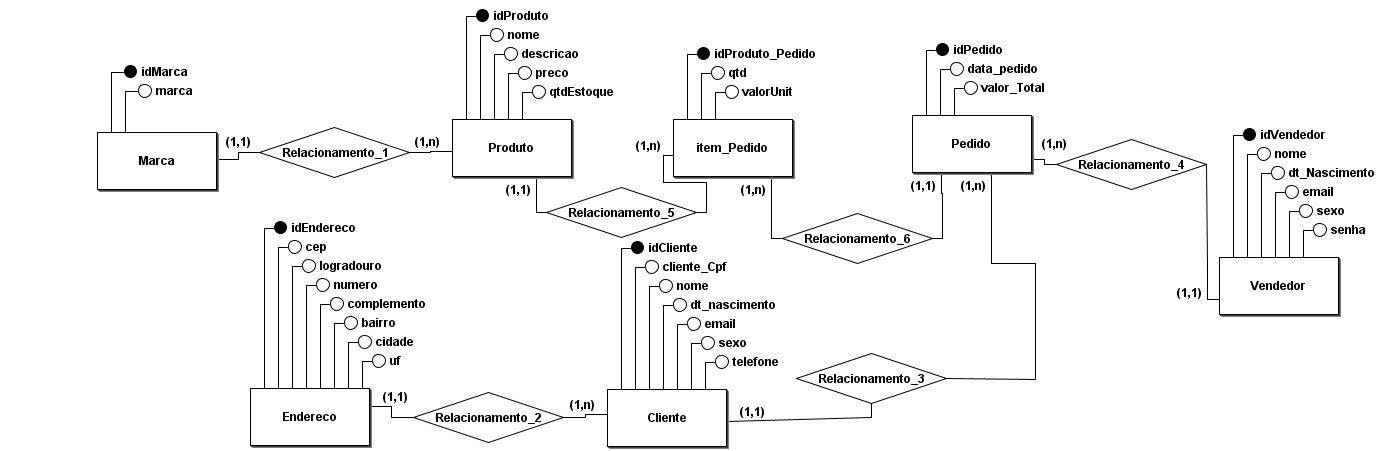 idMarca
marca
Marca
(1,1)
Relacionamento_1
(1,n)
idProduto
nome
descricao
preco
qtdEstoque
Produto
(1,1)
Relacionamento_5
(1,n)
idProduto_Pedido
qtd
valorUnit
item_Pedido
(1,n)
Relacionamento_6
(1,1)
idPedido
data_pedido
valor_Total
Pedido
(1,n)
(1,n)
Relacionamento_4
(1,1)
idVendedor
nome
dt_Nascimento
email
sexo
senha
Vendedor
idEndereco
cep
logradouro
numero
complemento
bairro
cidade
uf
Endereco
(1,1)
Relacionamento_2
(1,n)
idCliente
cliente_Cpf
nome
dt_nascimento
email
sexo
telefone
Cliente
(1,1)
Relacionamento_3